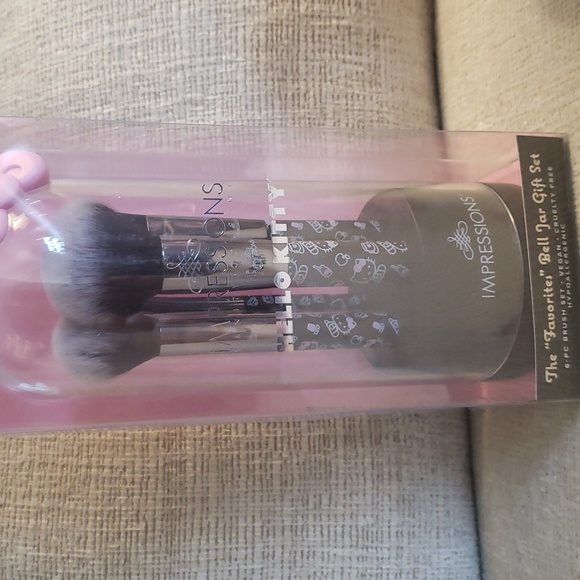 IMPRESSIONS
HELLO KITTY
IMPRESSIONS
The "Favorites" Bell Jar Gift Set
6-PC BRUSH SET • VEGAN • CRUELTY FREE
HYPOALLERGENIC